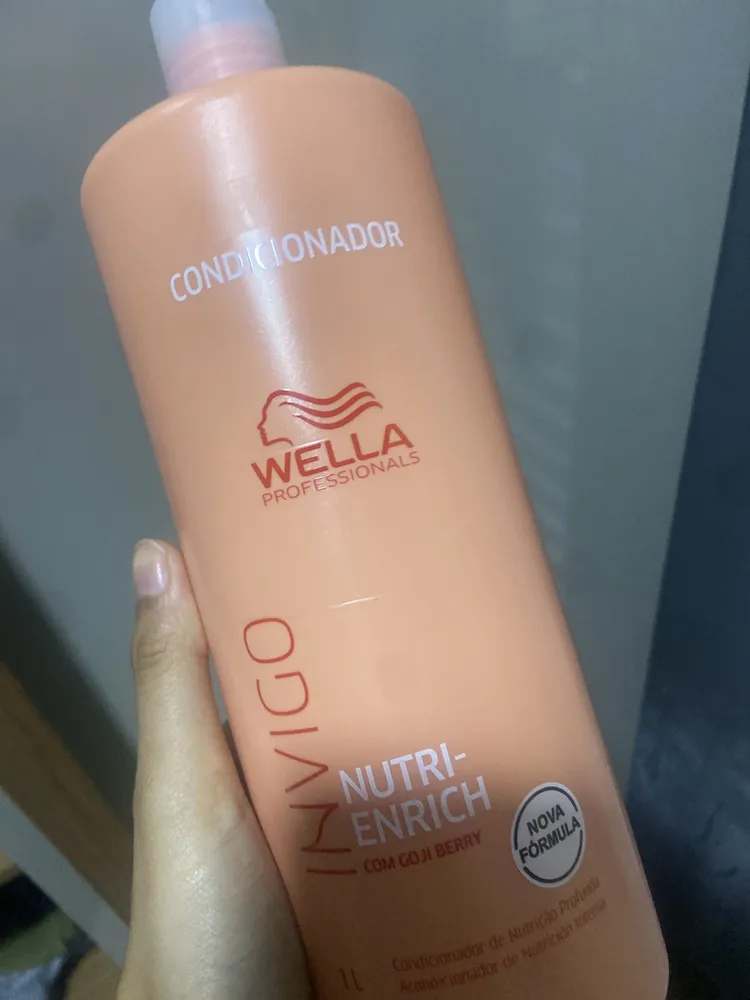 CONDICIONADOR
WELLA
PROFESSIONALS
INVIGO
NUTRI-
ENRICH
COM GOJI BERRY
NOVA
FÓRMULA
Condicionador de Nutrição Profunda
Acondicionador de Nutrición Intensa
1L